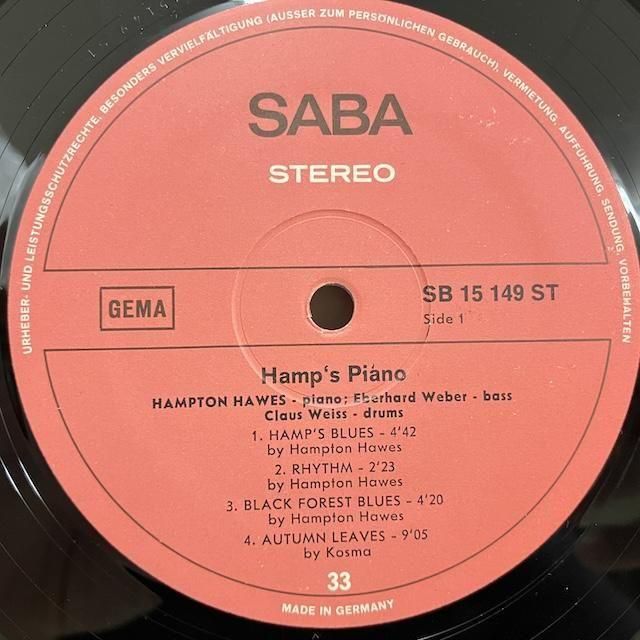 URHEBER- UND LEISTUNGSSCHUTZRECHTE, BESONDERS VERVIELFÄLTIGUNG (AUSSER ZUM PERSÖNLICHEN GEBRAUCH), VERMIETUNG, AUFFÜHRUNG, SENDUNG, VORBEHALTEN
SABA
STEREO
GEMA
SB 15 149 ST
Side 1
Hamp's Piano
HAMPTON HAWES - piano; Eberhard Weber - bass
Claus Weiss - drums
1. HAMP'S BLUES - 4'42
by Hampton Hawes
2. RHYTHM - 2'23
by Hampton Hawes
3. BLACK FOREST BLUES - 4'20
by Hampton Hawes
4. AUTUMN LEAVES - 9'05
by Kosma
33
MADE IN GERMANY